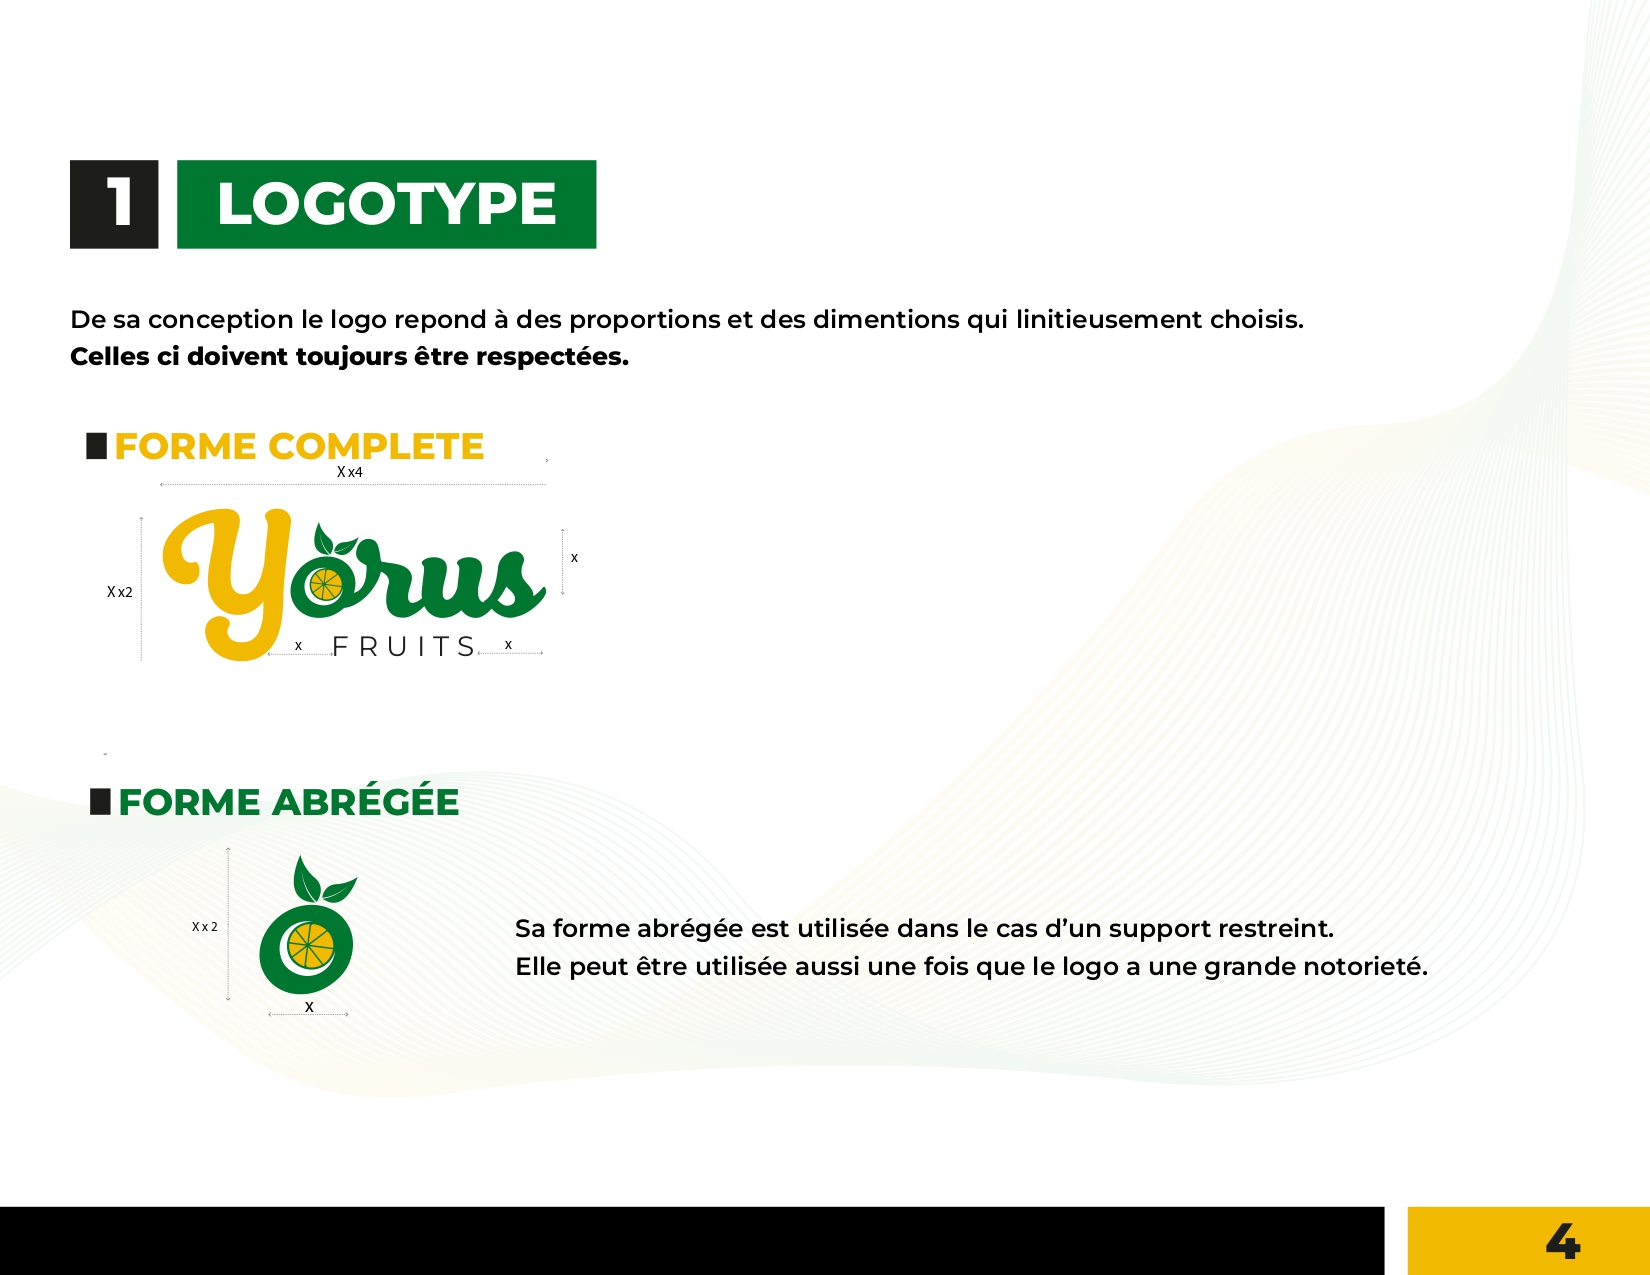 1 LOGOTYPE
De sa conception le logo repond à des proportions et des dimentions qui linitieusement choisis.
Celles ci doivent toujours être respectées.
FORME COMPLETE
X x4
X x2
Yorus
x
x FRUITS x
FORME ABRÉGÉE
X x 2
Sa forme abrégée est utilisée dans le cas d’un support restreint.
Elle peut être utilisée aussi une fois que le logo a une grande notorieté.
X
4